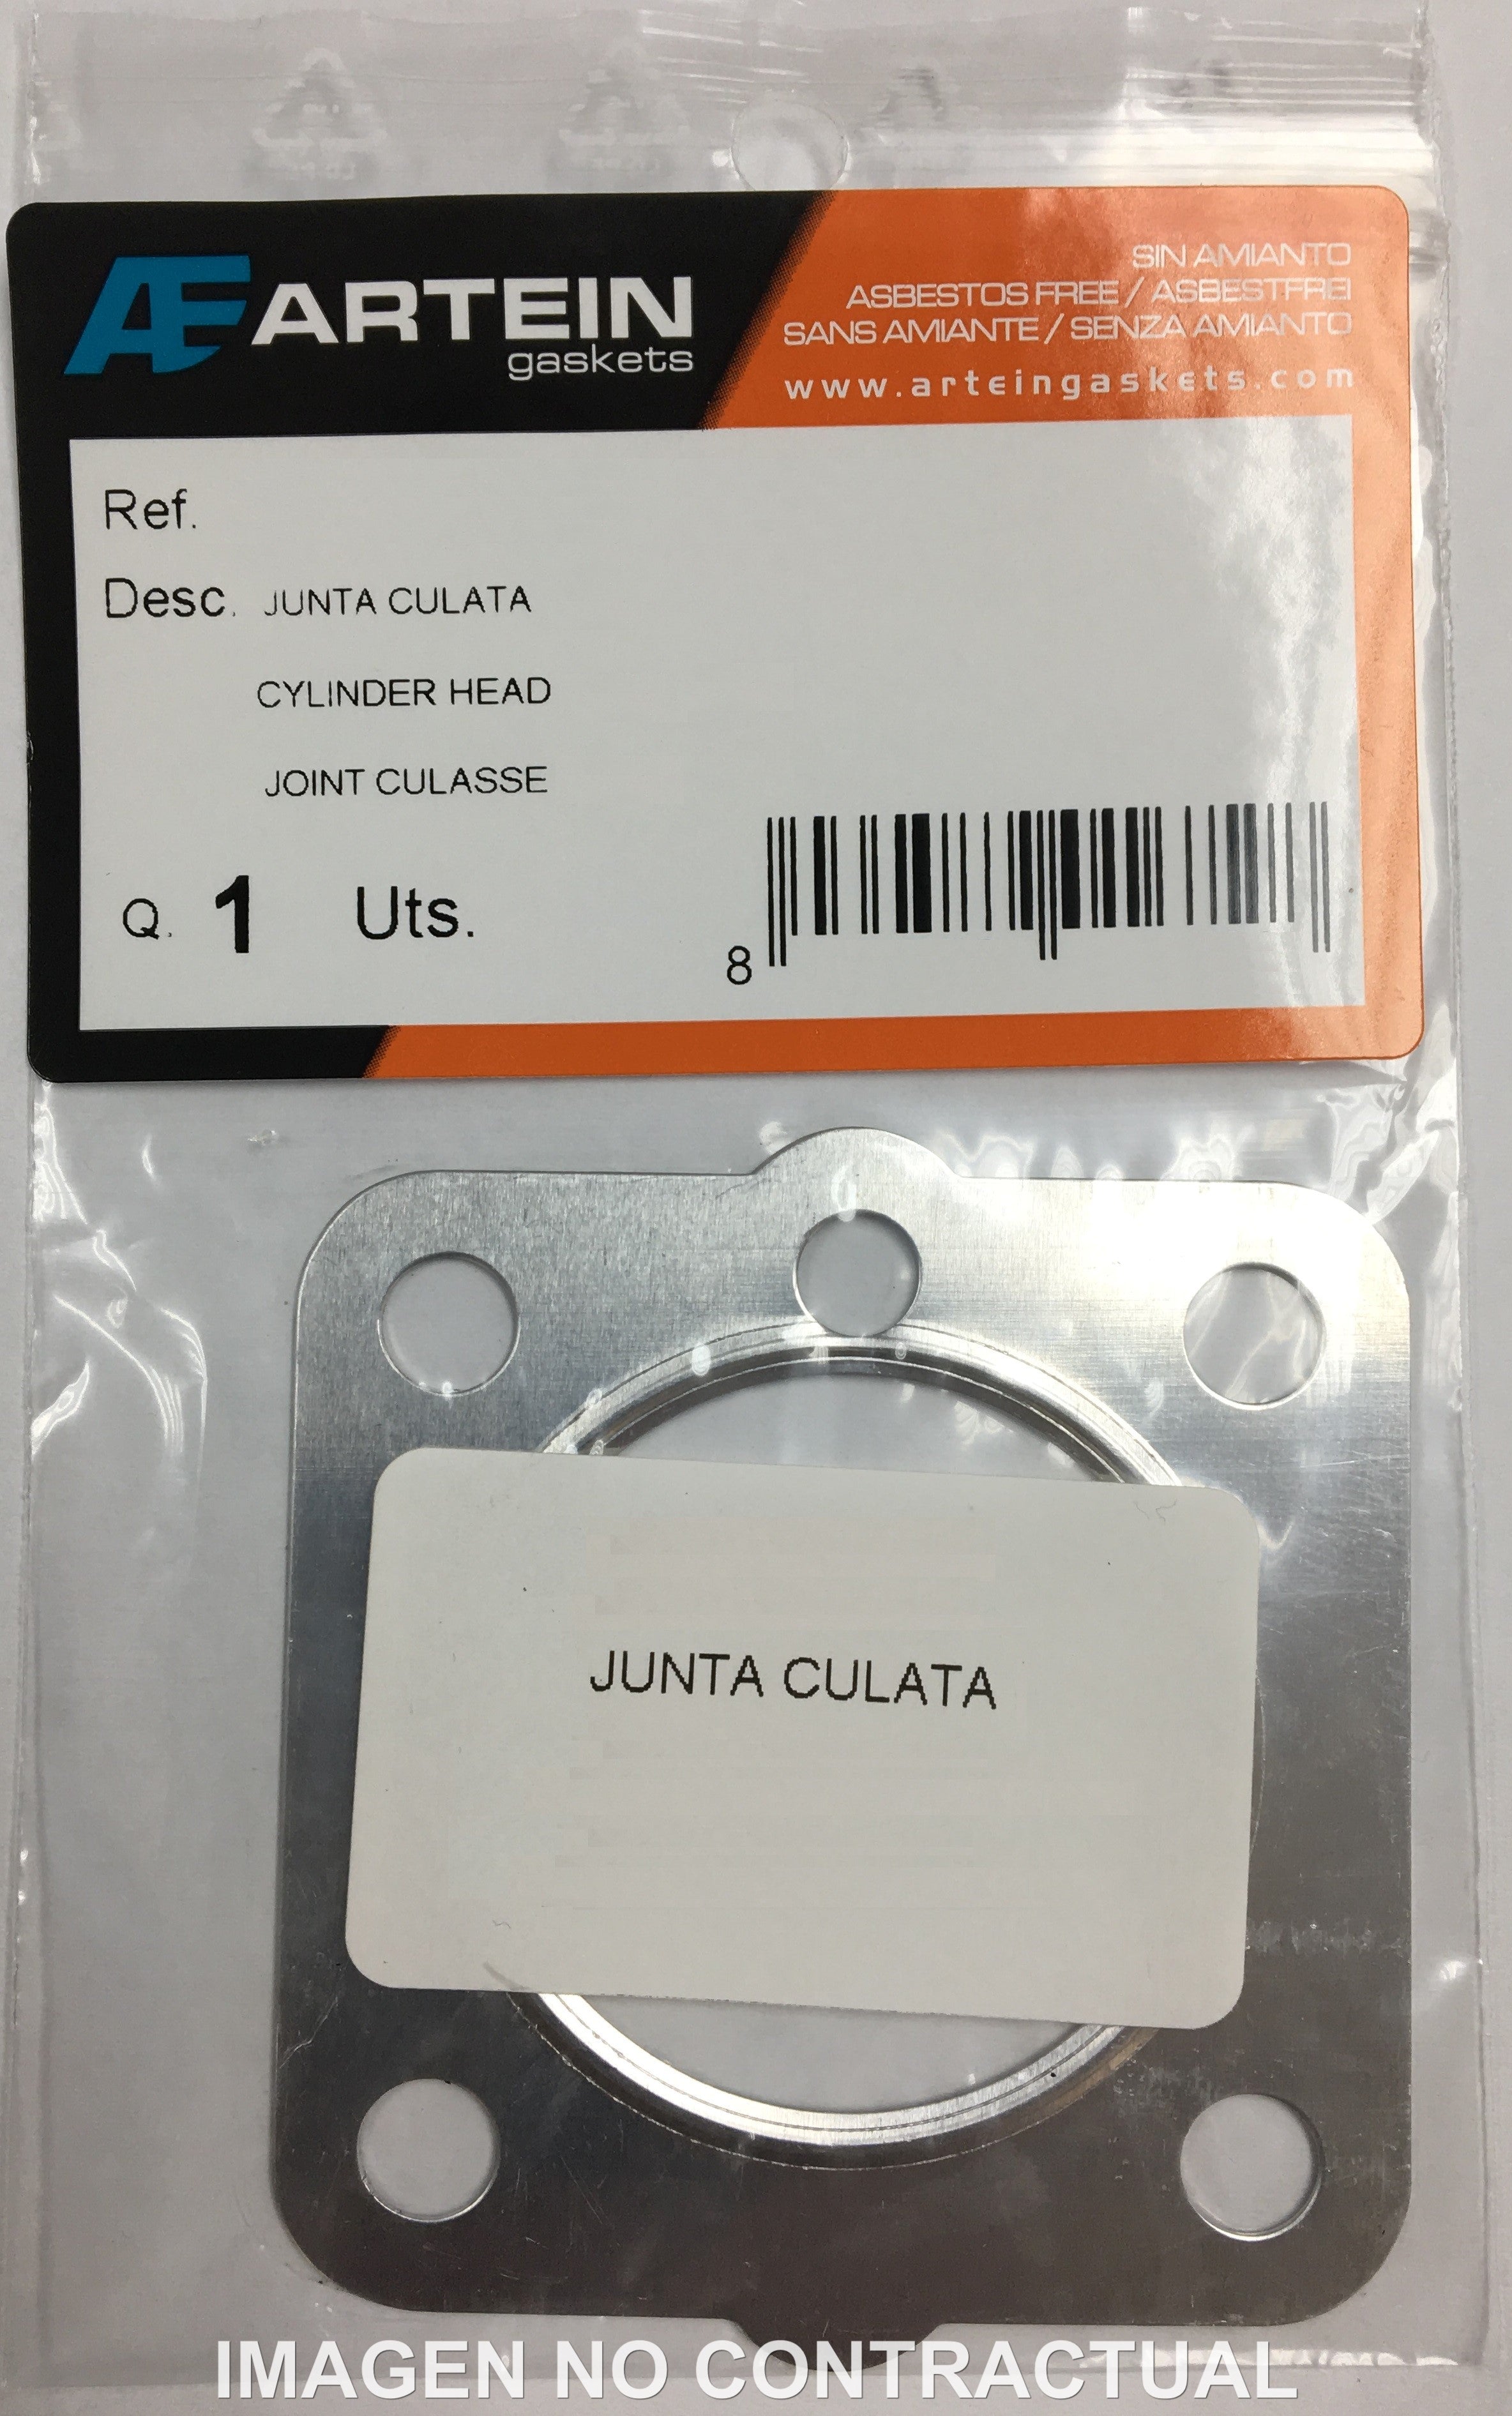 Æ ARTEIN
gaskets
SIN AMIANTO
ASBESTOS FREE / ASBESTFREI
SANS AMIANTE / SENZA AMIANTO
www.arteingaskets.com
Ref.
Desc. JUNTA CULATA
CYLINDER HEAD
JOINT CULASSE
Q. 1 Uts.
8
JUNTA CULATA
IMAGEN NO CONTRACTUAL